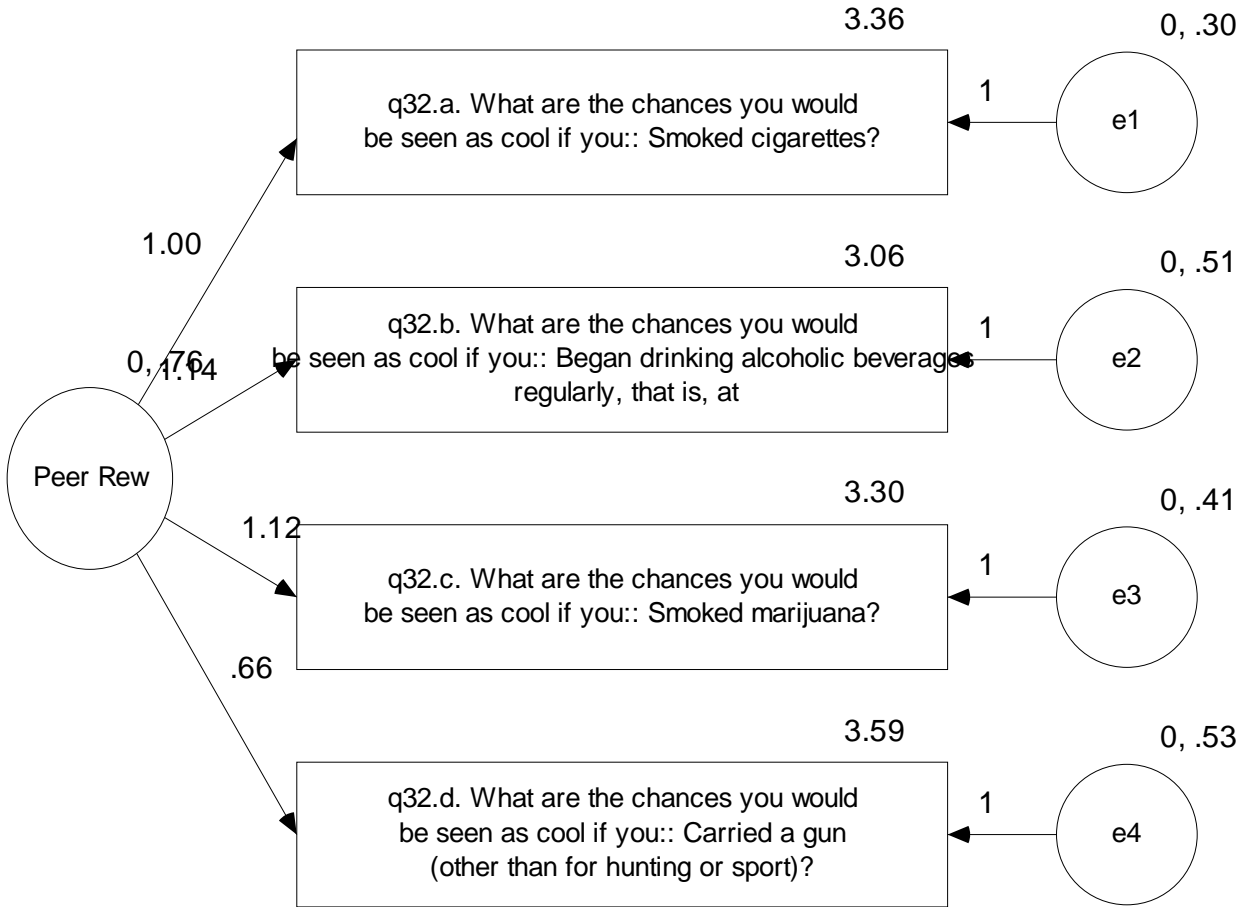 3.36
0, .30
q32.a. What are the chances you would
be seen as cool if you:: Smoked cigarettes?
1
e1
1.00
3.06
0, .51
q32.b. What are the chances you would
be seen as cool if you:: Began drinking alcoholic beverages
regularly, that is, at
1
e2
0, .76
1.14
Peer Rew
3.30
0, .41
1.12
q32.c. What are the chances you would
be seen as cool if you:: Smoked marijuana?
1
e3
.66
3.59
0, .53
q32.d. What are the chances you would
be seen as cool if you:: Carried a gun
(other than for hunting or sport)?
1
e4